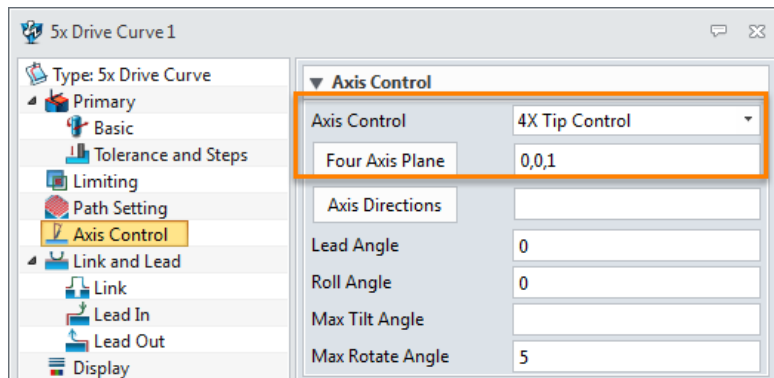 5x Drive Curve 1
Type: 5x Drive Curve
Primary
Basic
Tolerance and Steps
Limiting
Path Setting
Axis Control
Link and Lead
Link
Lead In
Lead Out
Display
Axis Control
Axis Control 4X Tip Control
Four Axis Plane 0,0,1
Axis Directions
Lead Angle 0
Roll Angle 0
Max Tilt Angle
Max Rotate Angle 5